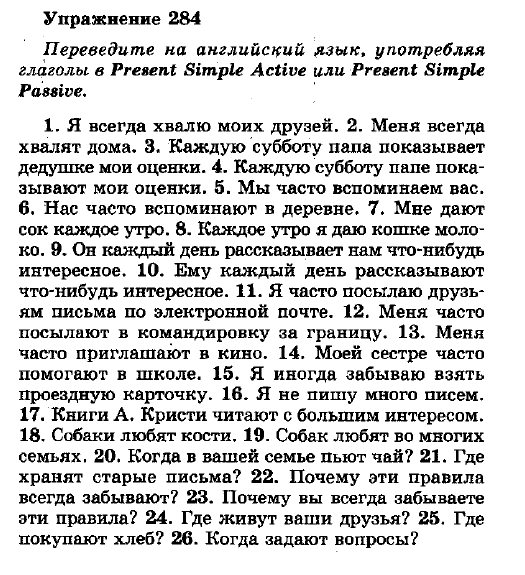 Упражнение 284
Переведите на английский язык, употребляя
глаголы в Present Simple Active или Present Simple
Passive.
1. Я всегда хвалю моих друзей. 2. Меня всегда
хвалят дома. 3. Каждую субботу папа показывает
дедушке мои оценки. 4. Каждую субботу папе пока-
зывают мои оценки. 5. Мы часто вспоминаем вас.
6. Нас часто вспоминают в деревне. 7. Мне дают
сок каждое утро. 8. Каждое утро я даю кошке моло-
ко. 9. Он каждый день рассказывает нам что-нибудь
интересное. 10. Ему каждый день рассказывают
что-нибудь интересное. 11. Я часто посылаю друзь-
ям письма по электронной почте. 12. Меня часто
посылают в командировку за границу. 13. Меня
часто приглашают в кино. 14. Моей сестре часто
помогают в школе. 15. Я иногда забываю взять
проездную карточку. 16. Я не пишу много писем.
17. Книги А. Кристи читают с большим интересом.
18. Собаки любят кости. 19. Собак любят во многих
семьях. 20. Когда в вашей семье пьют чай? 21. Где
хранят старые письма? 22. Почему эти правила
всегда забывают? 23. Почему вы всегда забываете
эти правила? 24. Где живут ваши друзья? 25. Где
покупают хлеб? 26. Когда задают вопросы?